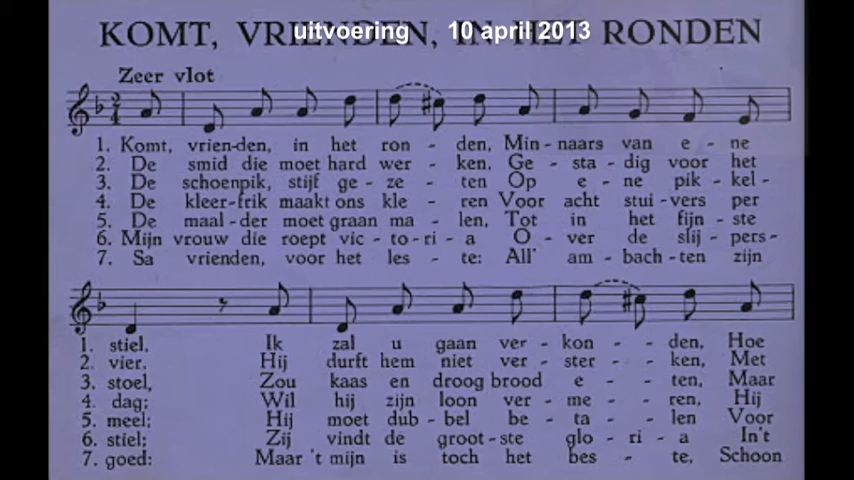 KOMT, VRIENDEN, IN HET RONDEN
uitvoering 10 april 2013
Zeer vlot
2
4
1. Komt, vrien-den, in het ron - den, Min-naars van e - ne
2. De smid die moet hard wer - ken, Ge - sta - dig voor het
3. De schoenpik, stijf ge - ze - ten Op e - ne pik - kel-
4. De kleer-frik maakt ons kle - ren Voor acht stui-vers per
5. De maal-der moet graan ma - len, Tot in het fijn - ste
6. Mijn vrouw die roept vic - to-ri - a O - ver de slij - pers-
7. Sa vrienden, voor het les - te: All' am - bach-ten zijn
1. stiel, Ik zal u gaan ver - kon - - den, Hoe
2. vier. Hij durft hem niet ver - ster - - ken, Met
3. stoel, Zou kaas en droog brood e - - ten, Maar
4. dag; Wil hij zijn loon ver - me - - ren, Hij
5. meel; Hij moet dub - bel be - ta - - len Voor
6. stiel; Zij vindt de groot-ste glo - ri - a In't
7. goed: Maar 't mijn is toch het bes - te, Schoon